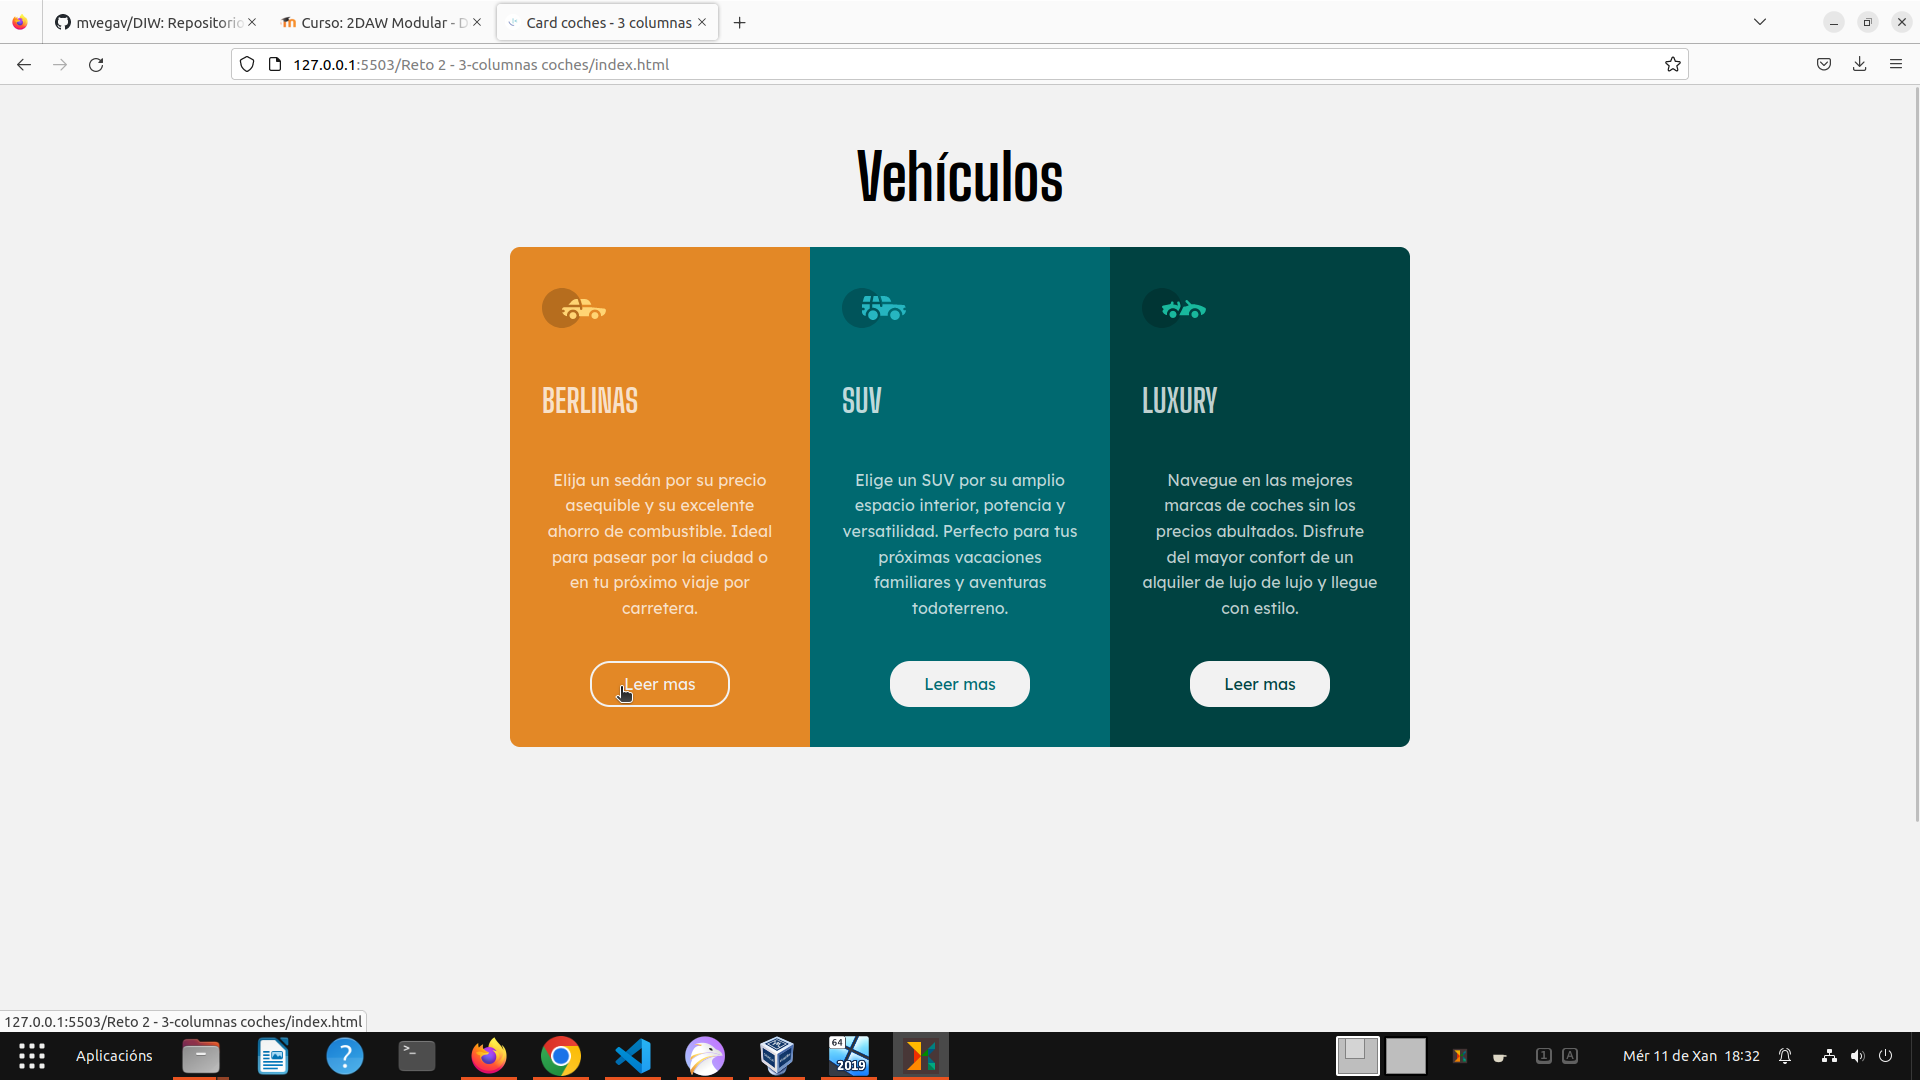 mvegav/DIW: Repositorio
Curso: 2DAW Modular - D
Card coches - 3 columnas
127.0.0.1:5503/Reto 2 - 3-columnas coches/index.html
Vehículos
BERLINAS
Elija un sedán por su precio
asequible y su excelente
ahorro de combustible. Ideal
para pasear por la ciudad o
en tu próximo viaje por
carretera.
Leer mas
SUV
Elige un SUV por su amplio
espacio interior, potencia y
versatilidad. Perfecto para tus
próximas vacaciones
familiares y aventuras
todoterreno.
Leer mas
LUXURY
Navegue en las mejores
marcas de coches sin los
precios abultados. Disfrute
del mayor confort de un
alquiler de lujo de lujo y llegue
con estilo.
Leer mas
127.0.0.1:5503/Reto 2 - 3-columnas coches/index.html
Aplicacións
64
2019
1
A
Mér 11 de Xan 18:32